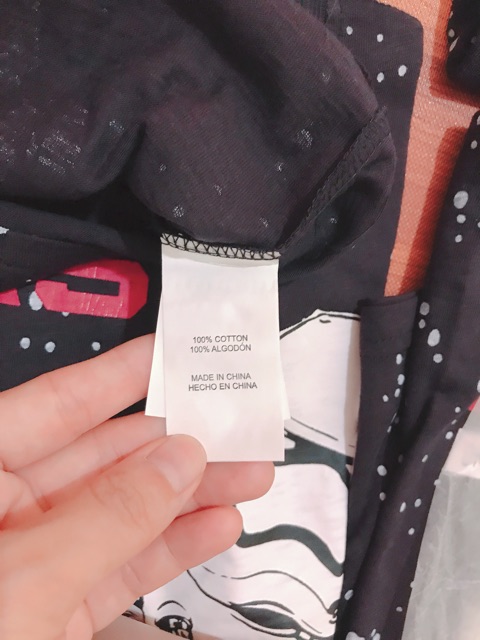 100% COTTON
100% ALGODÓN
MADE IN CHINA
HECHO EN CHINA